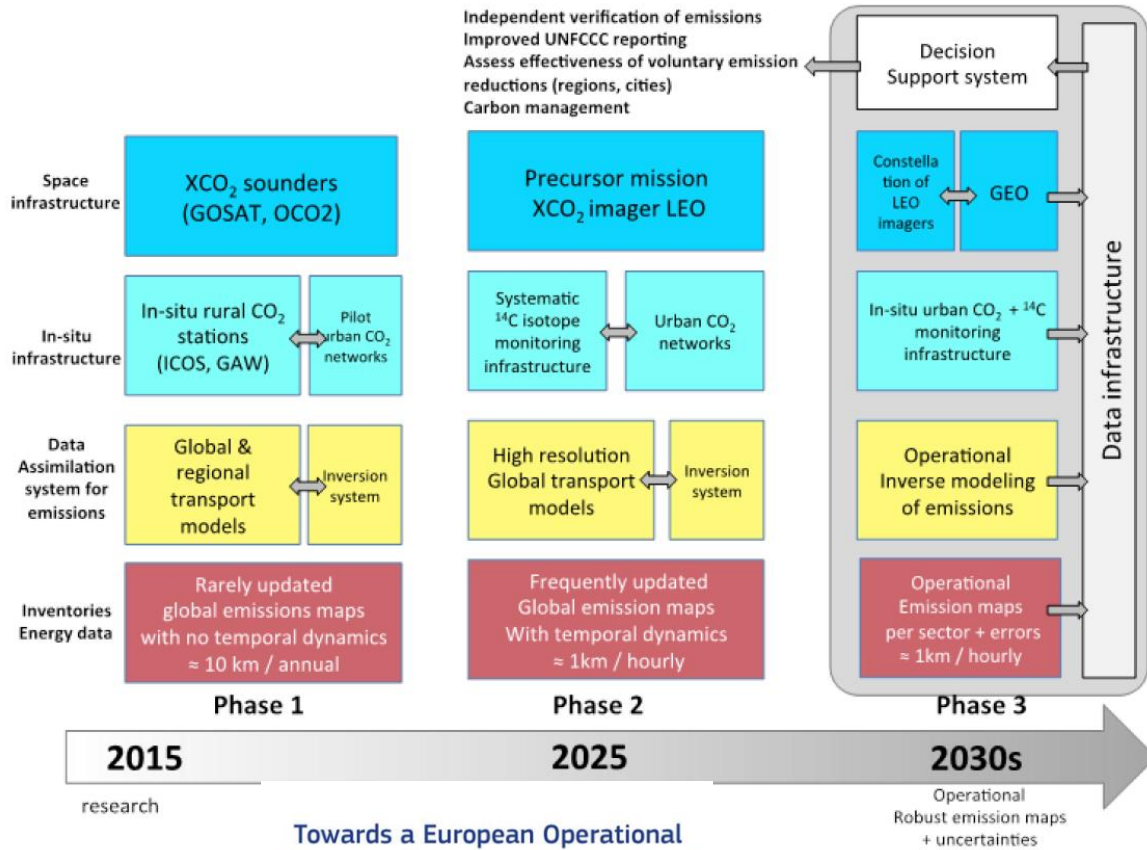 Independent verification of emissions
Improved UNFCCC reporting
Assess effectiveness of voluntary emission
reductions (regions, cities)
Carbon management
Decision
Support system
Space
infrastructure
XCO₂ sounders
(GOSAT, OCO2)
Precursor mission
XCO₂ imager LEO
Constella
tion of
LEO
imagers
GEO
In-situ
infrastructure
In-situ rural CO₂
stations
(ICOS, GAW)
Pilot
urban CO₂
networks
Systematic
¹⁴C isotope
monitoring
infrastructure
Urban CO₂
networks
In-situ urban CO₂ + ¹⁴C
monitoring
infrastructure
Data
Assimilation
system for
emissions
Global &
regional
transport
models
Inversion
system
High resolution
Global transport
models
Inversion
system
Operational
Inverse modeling
of emissions
Inventories
Energy data
Rarely updated
global emissions maps
with no temporal dynamics
≈ 10 km / annual
Frequently updated
Global emission maps
With temporal dynamics
≈ 1km / hourly
Operational
Emission maps
per sector + errors
≈ 1km / hourly
Data infrastructure
Phase 1
Phase 2
Phase 3
2015
2025
2030s
research
Operational
Robust emission maps
+ uncertainties
Towards a European Operational